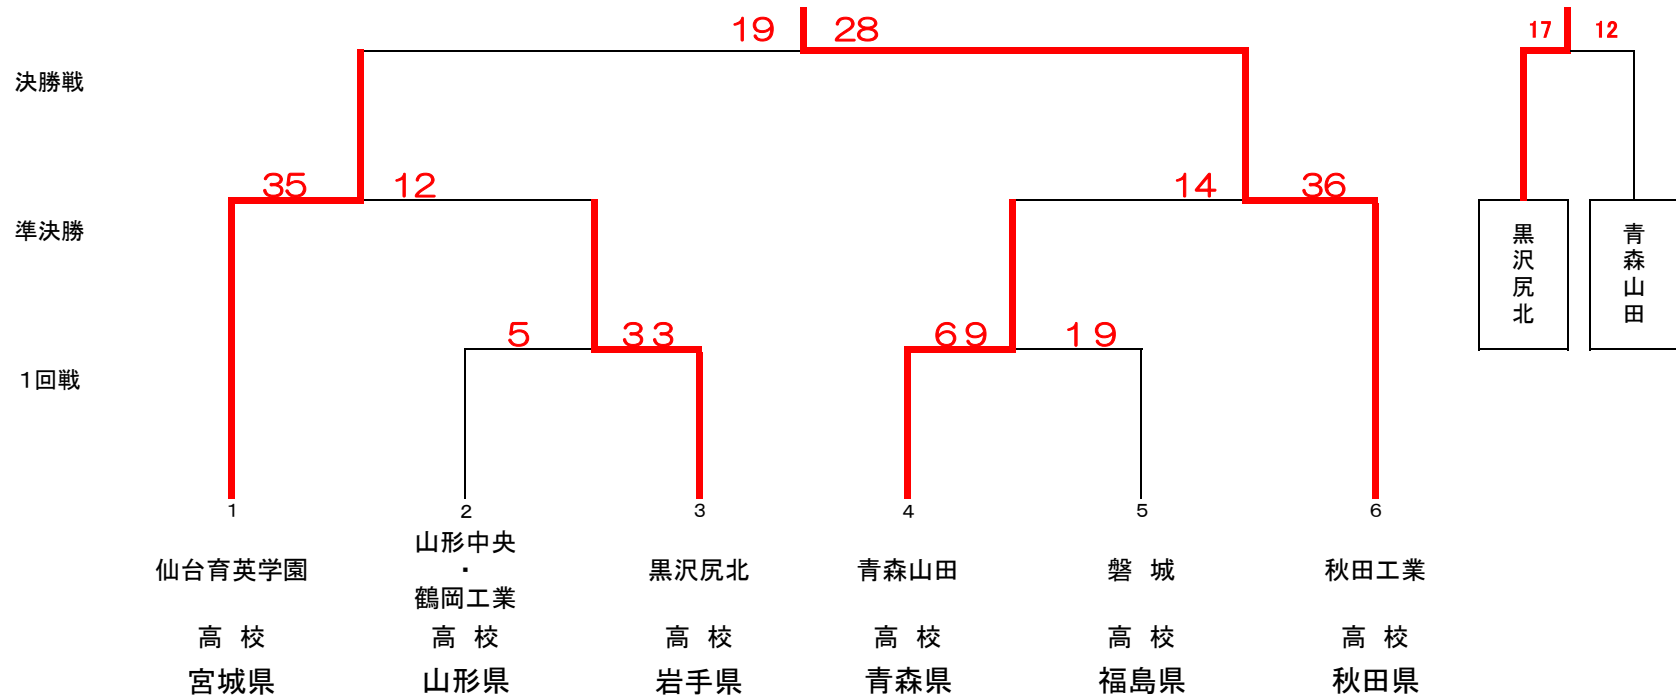 19 28 17 12
決勝戦
35 12 14 36
準決勝
黒沢尻北
青森山田
5 33 69 19
1回戦
1 2 3 4 5 6
仙台育英学園
山形中央
・
鶴岡工業
黒沢尻北
青森山田
磐 城
秋田工業
高 校 高 校 高 校 高 校 高 校 高 校
宮城県 山形県 岩手県 青森県 福島県 秋田県